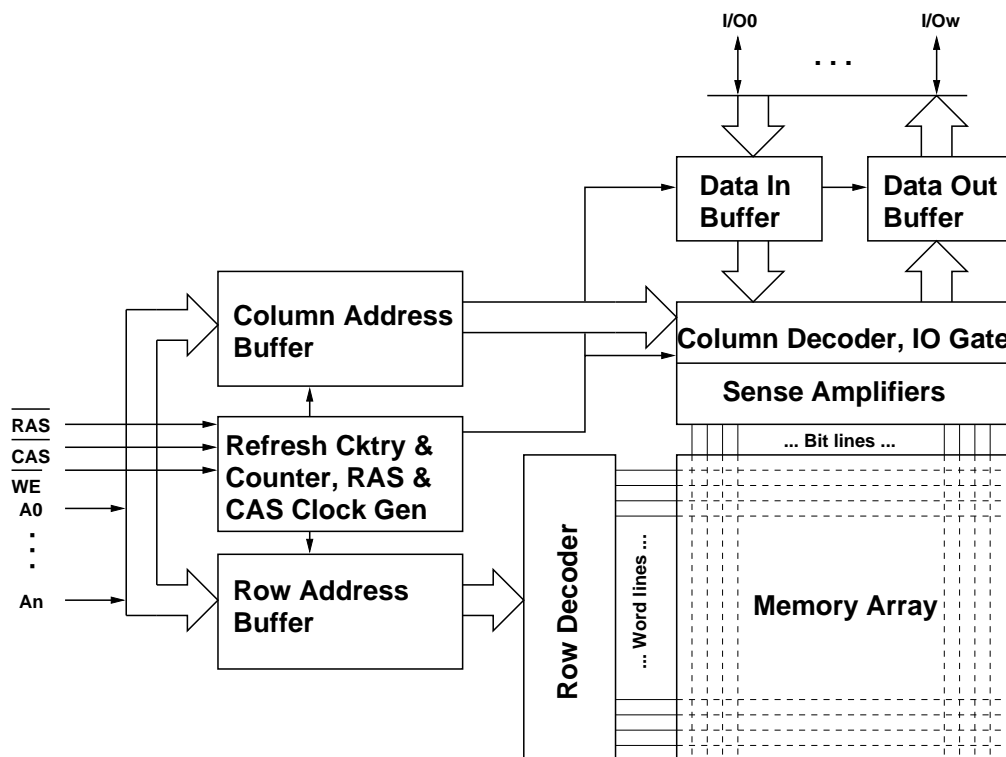 I/O0
I/Ow
. . .
Data In
Buffer
Data Out
Buffer
Column Address
Buffer
Column Decoder, IO Gate
Sense Amplifiers
RAS
CAS
WE
A0
.
.
.
An
Refresh Cktry &
Counter, RAS &
CAS Clock Gen
... Bit lines ...
Row Address
Buffer
Row Decoder
... Word lines ...
Memory Array